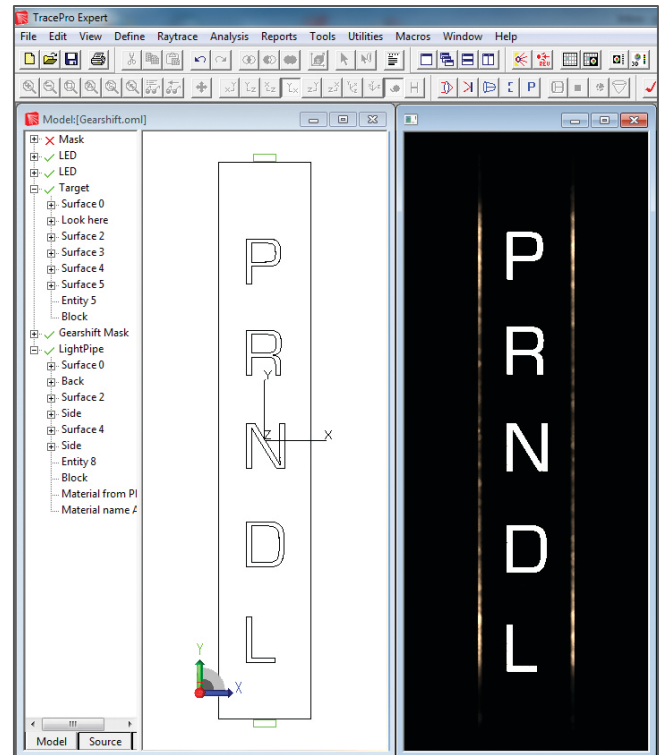 TracePro Expert
File Edit View Define Raytrace Analysis Reports Tools Utilities Macros Window Help
Model:[Gearshift.oml]
Mask
LED
LED
Target
Surface 0
Look here
Surface 2
Surface 3
Surface 4
Surface 5
Entity 5
Block
Gearshift Mask
LightPipe
Surface 0
Back
Surface 2
Side
Surface 4
Side
Entity 8
Block
Material from Pl
Material name A
Model Source
P
R
Y
Z X
N
D
L
Y
X
P
R
N
D
L